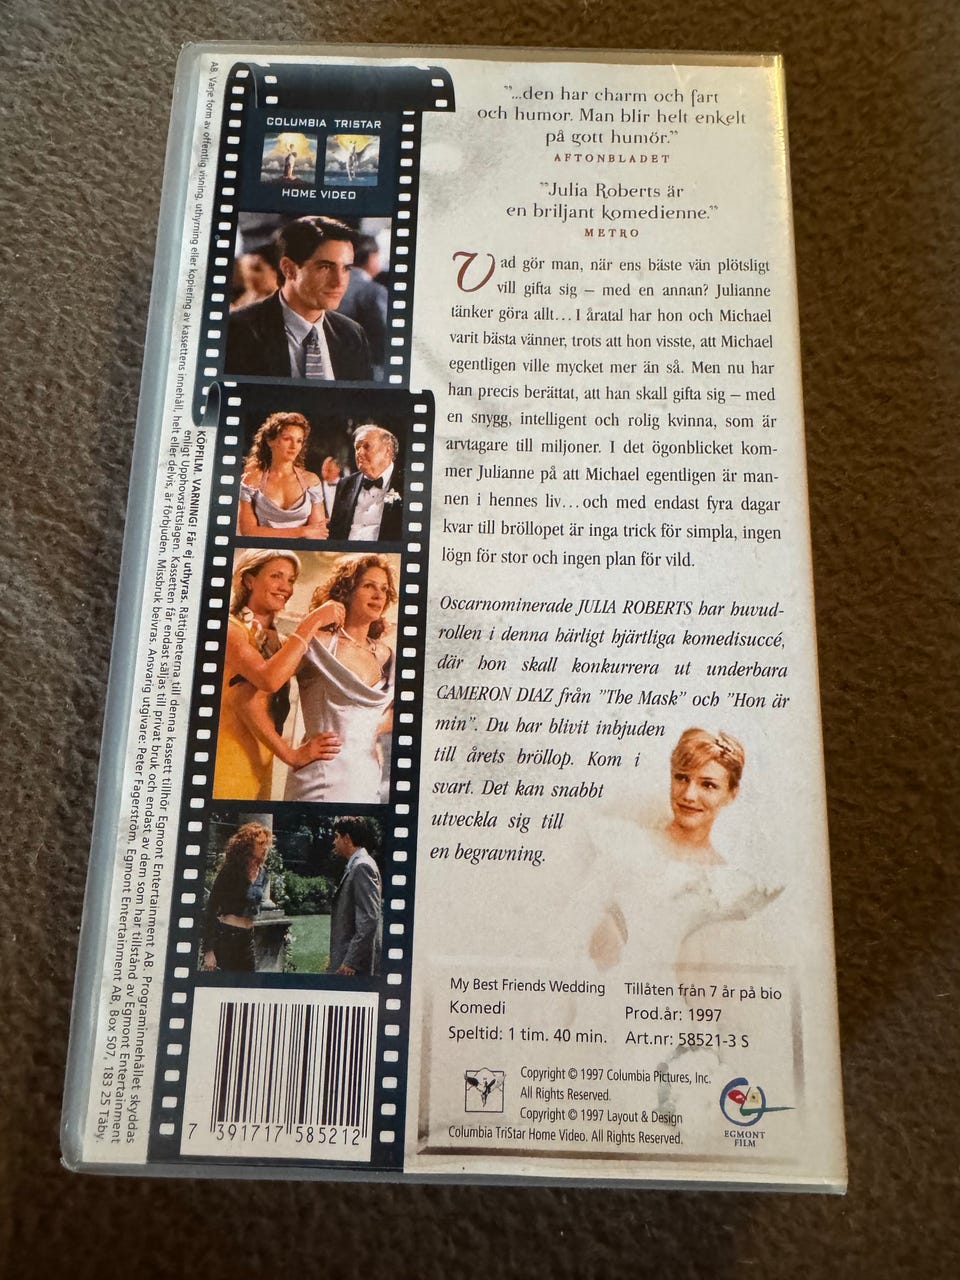 "...den har charm och fart
och humor. Man blir helt enkelt
på gott humör."
AFTONBLADET
"Julia Roberts är
en briljant komedienne."
METRO
Vad gör man, när ens bäste vän plötsligt
vill gifta sig – med en annan? Julianne
tänker göra allt... I åratal har hon och Michael
varit bästa vänner, trots att hon visste, att Michael
egentligen ville mycket mer än så. Men nu har
han precis berättat, att han skall gifta sig – med
en snygg, intelligent och rolig kvinna, som är
arvtagare till miljoner. I det ögonblicket kom-
mer Julianne på att Michael egentligen är man-
nen i hennes liv... och med endast fyra dagar
kvar till bröllopet är inga trick för simpla, ingen
lögn för stor och ingen plan för vild.
Oscarnominerade JULIA ROBERTS har huvud-
rollen i denna härligt hjärtliga komedisuccé,
där hon skall konkurrera ut underbara
CAMERON DIAZ från "The Mask" och "Hon är
min". Du har blivit inbjuden
till årets bröllop. Kom i
svart. Det kan snabbt
utveckla sig till
en begravning.
COLUMBIA TRISTAR
HOME VIDEO
My Best Friends Wedding
Komedi
Speltid: 1 tim. 40 min.
Tillåten från 7 år på bio
Prod.år: 1997
Art.nr: 58521-3 S
Copyright © 1997 Columbia Pictures, Inc.
All Rights Reserved.
Copyright © 1997 Layout & Design
Columbia TriStar Home Video. All Rights Reserved.
EGMONT
FILM
7 391717 585212
KÖPFILM. VARNING! Får ej uthyras. Rättigheterna till denna kassett tillhör Egmont Entertainment AB. Programinnehållet skyddas
enligt Upphovsrättslagen. Kassetten får endast säljas till privat bruk och endast av dem som har tillstånd av Egmont Entertainment
AB. Varje form av offentlig visning, uthyrning eller kopiering av kassettens innehåll, helt eller delvis, är förbjuden. Missbruk beivras. Ansvarig utgivare: Peter Fagerström, Egmont Entertainment AB, Box 507, 183 25 Täby.